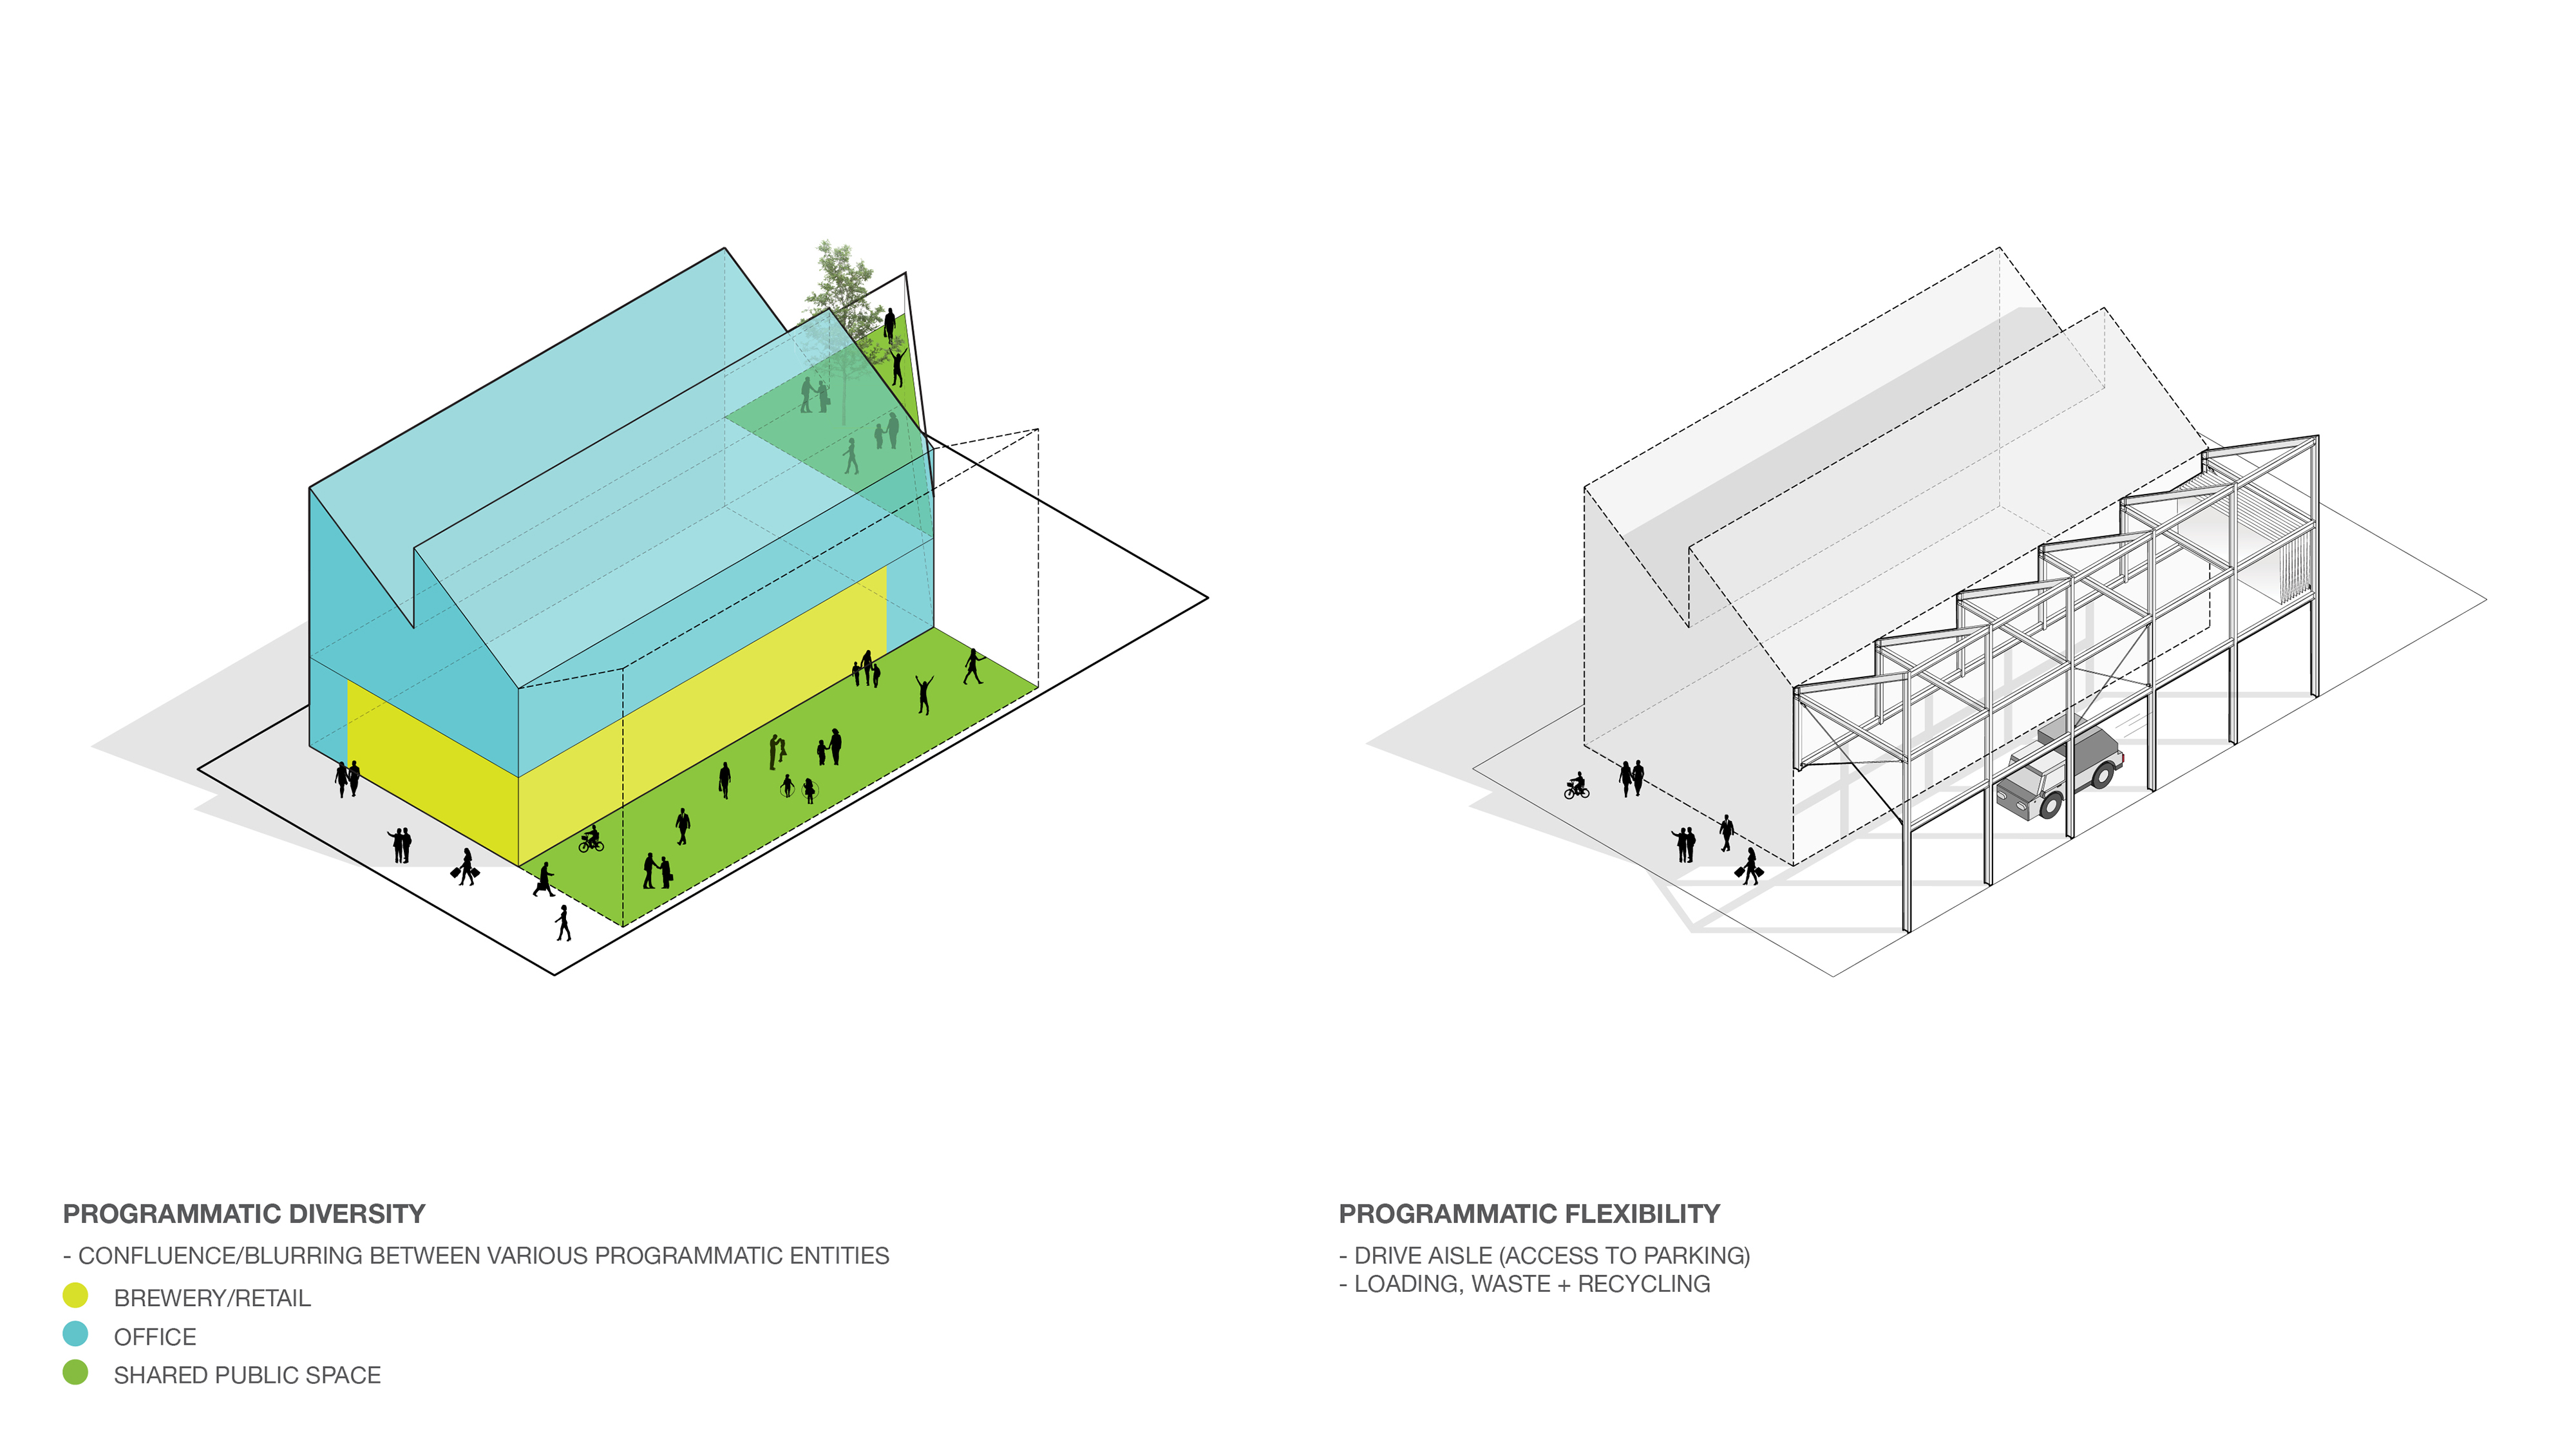 PROGRAMMATIC DIVERSITY
- CONFLUENCE/BLURRING BETWEEN VARIOUS PROGRAMMATIC ENTITIES
BREWERY/RETAIL
OFFICE
SHARED PUBLIC SPACE
PROGRAMMATIC FLEXIBILITY
- DRIVE AISLE (ACCESS TO PARKING)
- LOADING, WASTE + RECYCLING